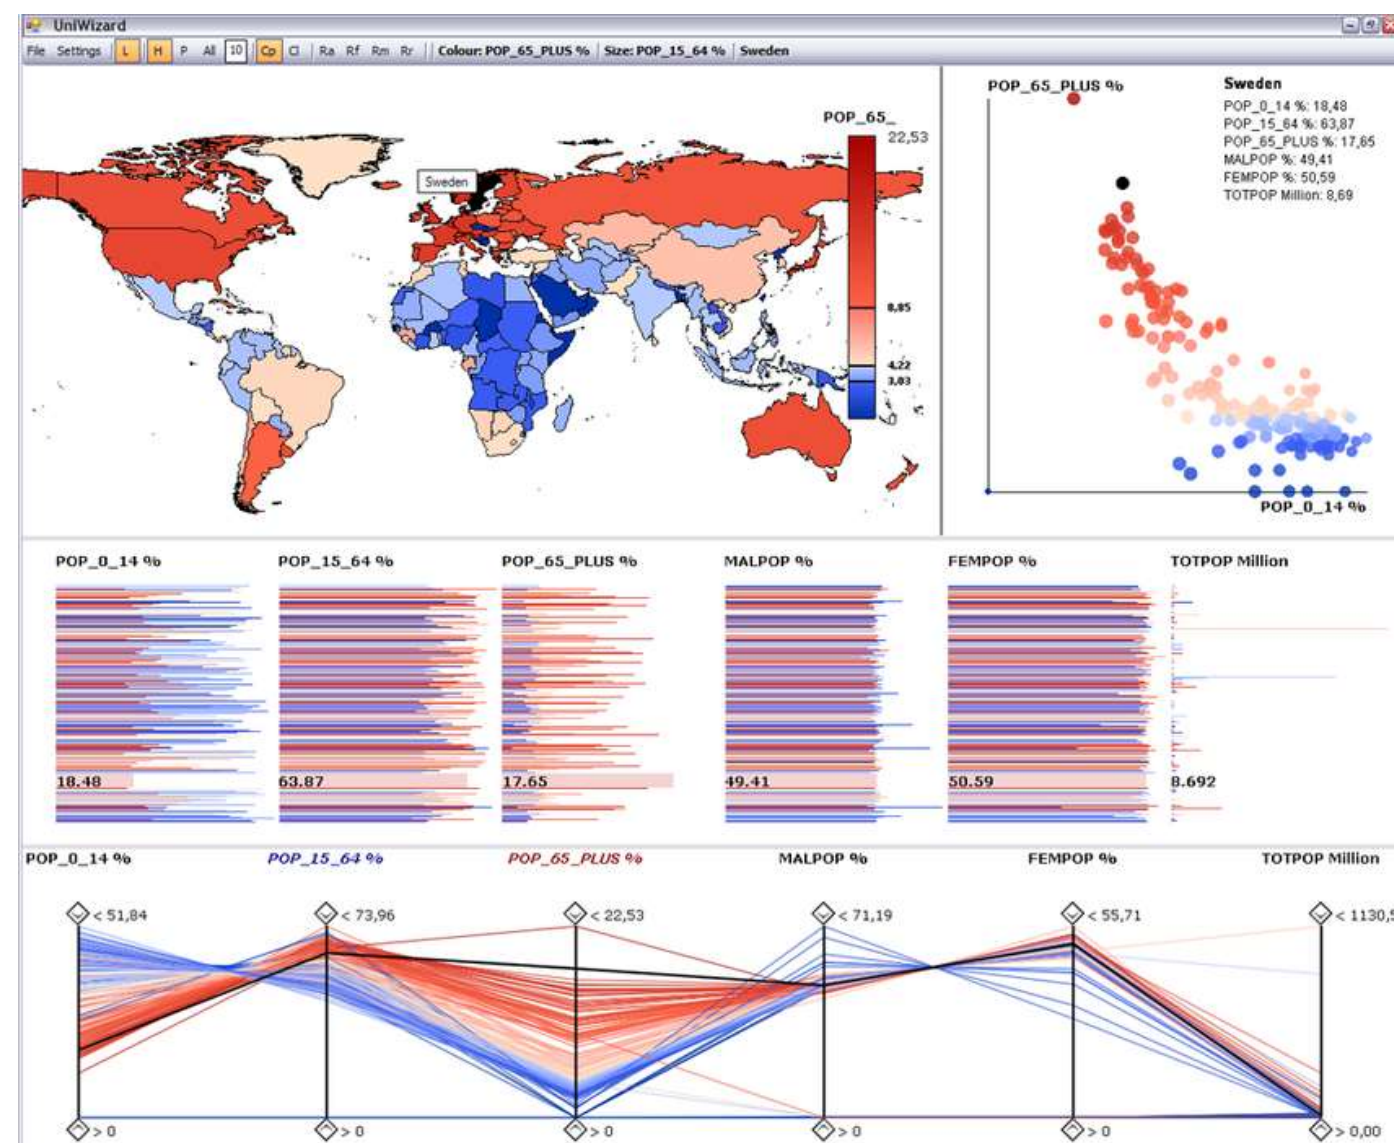 UniWizard
File Settings L H P All 10 Cp Cl Ra Rf Rm Rr Colour: POP_65_PLUS % Size: POP_15_64 % Sweden
POP_65_
22,53
8,85
4,22
3,03
0
Sweden
POP_65_PLUS %
POP_0_14 %
Sweden
POP_0_14 %: 18,48
POP_15_64 %: 63,87
POP_65_PLUS %: 17,65
MALPOP %: 49,41
FEMPOP %: 50,59
TOTPOP Million: 8,69
POP_0_14 % POP_15_64 % POP_65_PLUS % MALPOP % FEMPOP % TOTPOP Million
18.48 63.87 17.65 49.41 50.59 8.692
POP_0_14 % POP_15_64 % POP_65_PLUS % MALPOP % FEMPOP % TOTPOP Million
< 51,84 < 73,96 < 22,53 < 71,19 < 55,71 < 1130,5
> 0 > 0 > 0 > 0 > 0 > 0,00